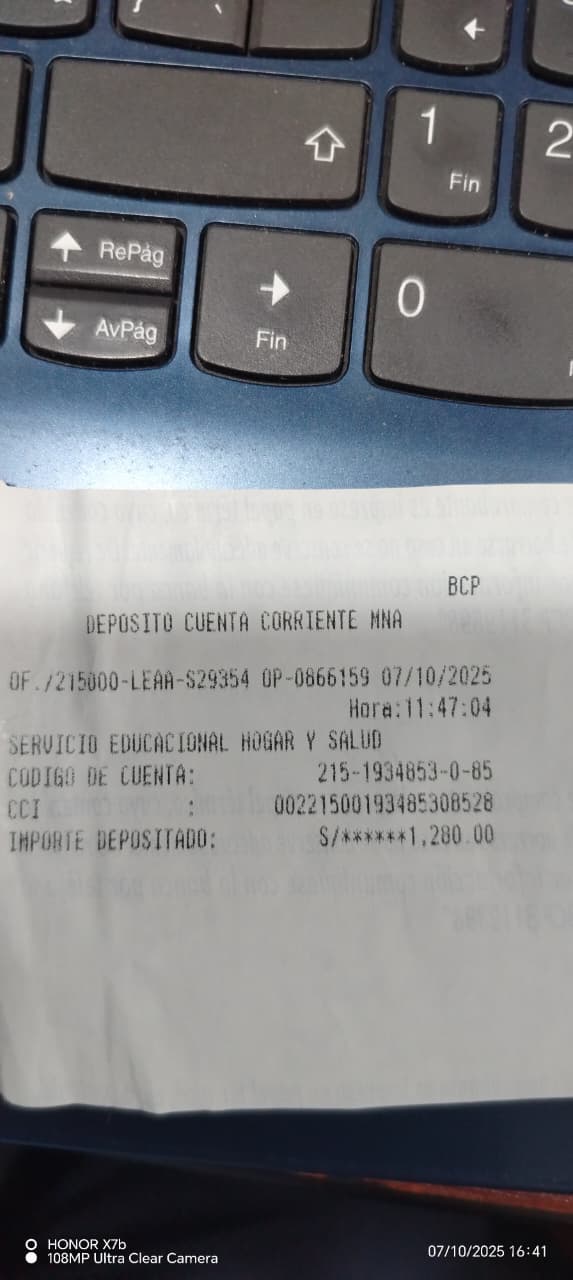 1
Fin
2
RePág
AvPág
Fin
0
BCP
DEPOSITO CUENTA CORRIENTE MNA
OF./215000-LEAA-S29354 OP-0866159 07/10/2025
Hora:11:47:04
SERVICIO EDUCACIONAL HOGAR Y SALUD
CODIGO DE CUENTA: 215-1934853-0-85
CCI : 00221500193485308528
IMPORTE DEPOSITADO: S/******1,280.00
HONOR X7b
108MP Ultra Clear Camera
07/10/2025 16:41